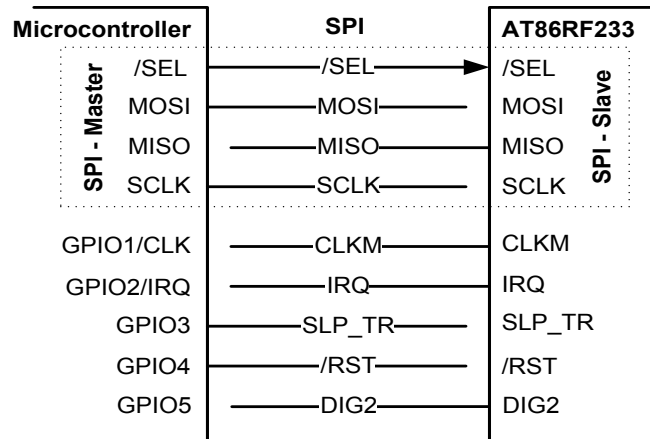 Microcontroller SPI AT86RF233
/SEL /SEL /SEL
MOSI MOSI MOSI
MISO MISO MISO
SCLK SCLK SCLK
SPI - Master
SPI - Slave
GPIO1/CLK CLKM CLKM
GPIO2/IRQ IRQ IRQ
GPIO3 SLP_TR SLP_TR
GPIO4 /RST /RST
GPIO5 DIG2 DIG2